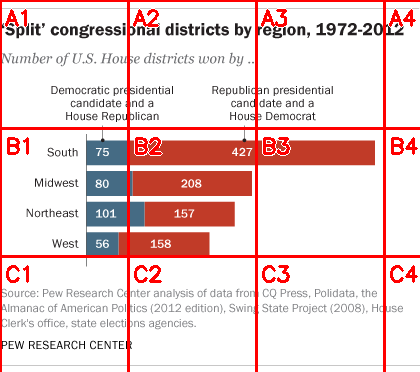 'Split' congressional districts by region, 1972-2012
Number of U.S. House districts won by ...
Democratic presidential candidate and a House Republican
Republican presidential candidate and a House Democrat
South 75 427
Midwest 80 208
Northeast 101 157
West 56 158
Source: Pew Research Center analysis of data from CQ Press, Polidata, the
Almanac of American Politics (2012 edition), Swing State Project (2008), House
Clerk's office, state elections agencies.
PEW RESEARCH CENTER
A1 A2 A3 A4
B1 B2 B3 B4
C1 C2 C3 C4